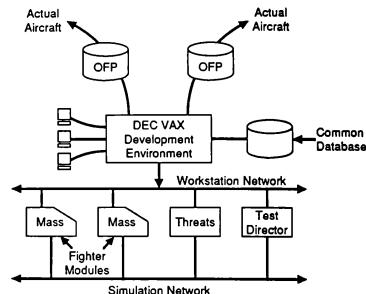 Actual
Aircraft
Actual
Aircraft
OFP
OFP
DEC VAX
Development
Environment
Common
Database
Workstation Network
Mass
Mass
Threats
Test
Director
Fighter
Modules
Simulation Network